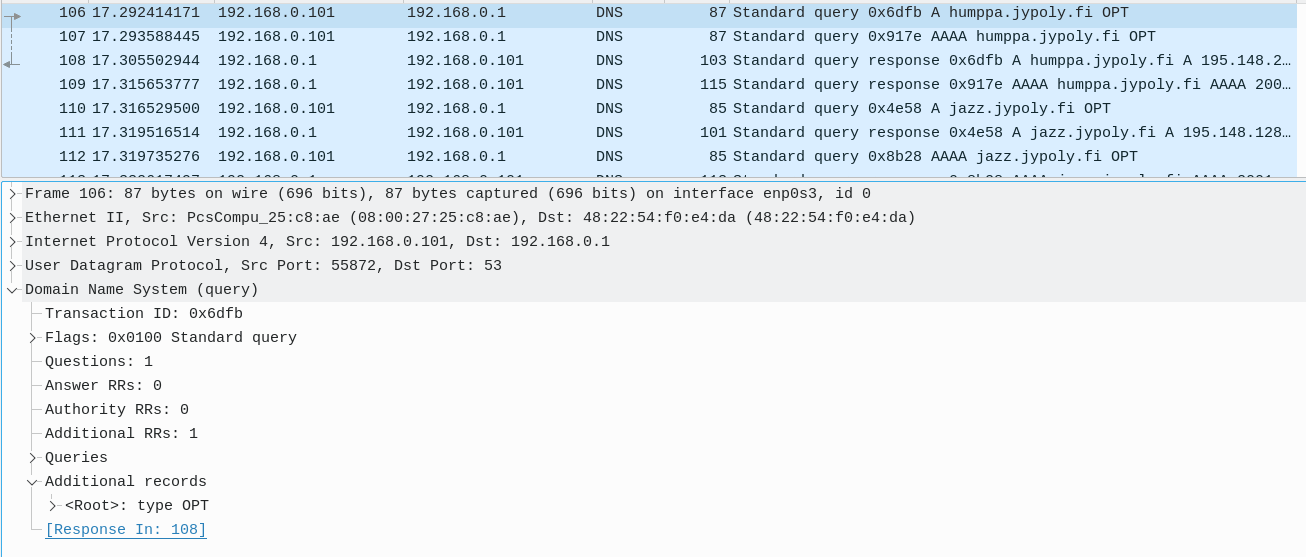 106 17.292414171 192.168.0.101 192.168.0.1 DNS 87 Standard query 0x6dfb A humppa.jypoly.fi OPT
107 17.293588445 192.168.0.101 192.168.0.1 DNS 87 Standard query 0x917e AAAA humppa.jypoly.fi OPT
108 17.305502944 192.168.0.1 192.168.0.101 DNS 103 Standard query response 0x6dfb A humppa.jypoly.fi A 195.148.2…
109 17.315653777 192.168.0.1 192.168.0.101 DNS 115 Standard query response 0x917e AAAA humppa.jypoly.fi AAAA 200…
110 17.316529500 192.168.0.101 192.168.0.1 DNS 85 Standard query 0x4e58 A jazz.jypoly.fi OPT
111 17.319516514 192.168.0.1 192.168.0.101 DNS 101 Standard query response 0x4e58 A jazz.jypoly.fi A 195.148.128…
112 17.319735276 192.168.0.101 192.168.0.1 DNS 85 Standard query 0x8b28 AAAA jazz.jypoly.fi OPT
Frame 106: 87 bytes on wire (696 bits), 87 bytes captured (696 bits) on interface enp0s3, id 0
Ethernet II, Src: PcsCompu_25:c8:ae (08:00:27:25:c8:ae), Dst: 48:22:54:f0:e4:da (48:22:54:f0:e4:da)
Internet Protocol Version 4, Src: 192.168.0.101, Dst: 192.168.0.1
User Datagram Protocol, Src Port: 55872, Dst Port: 53
Domain Name System (query)
Transaction ID: 0x6dfb
Flags: 0x0100 Standard query
Questions: 1
Answer RRs: 0
Authority RRs: 0
Additional RRs: 1
Queries
Additional records
<Root>: type OPT
[Response In: 108]